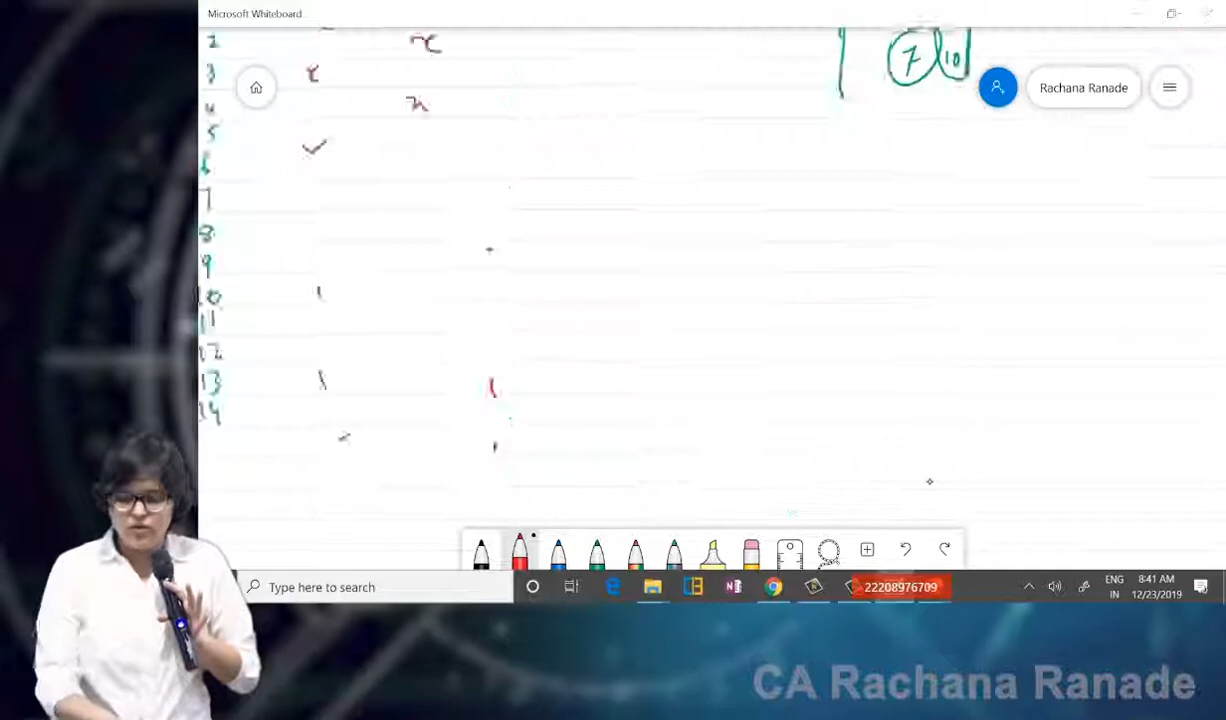 Microsoft Whiteboard
2
3
4
5
6
7
8
9
10
11
12
13
14
7 10
Rachana Ranade
Type here to search
22208976709
ENG
IN
8:41 AM
12/23/2019
CA Rachana Ranade